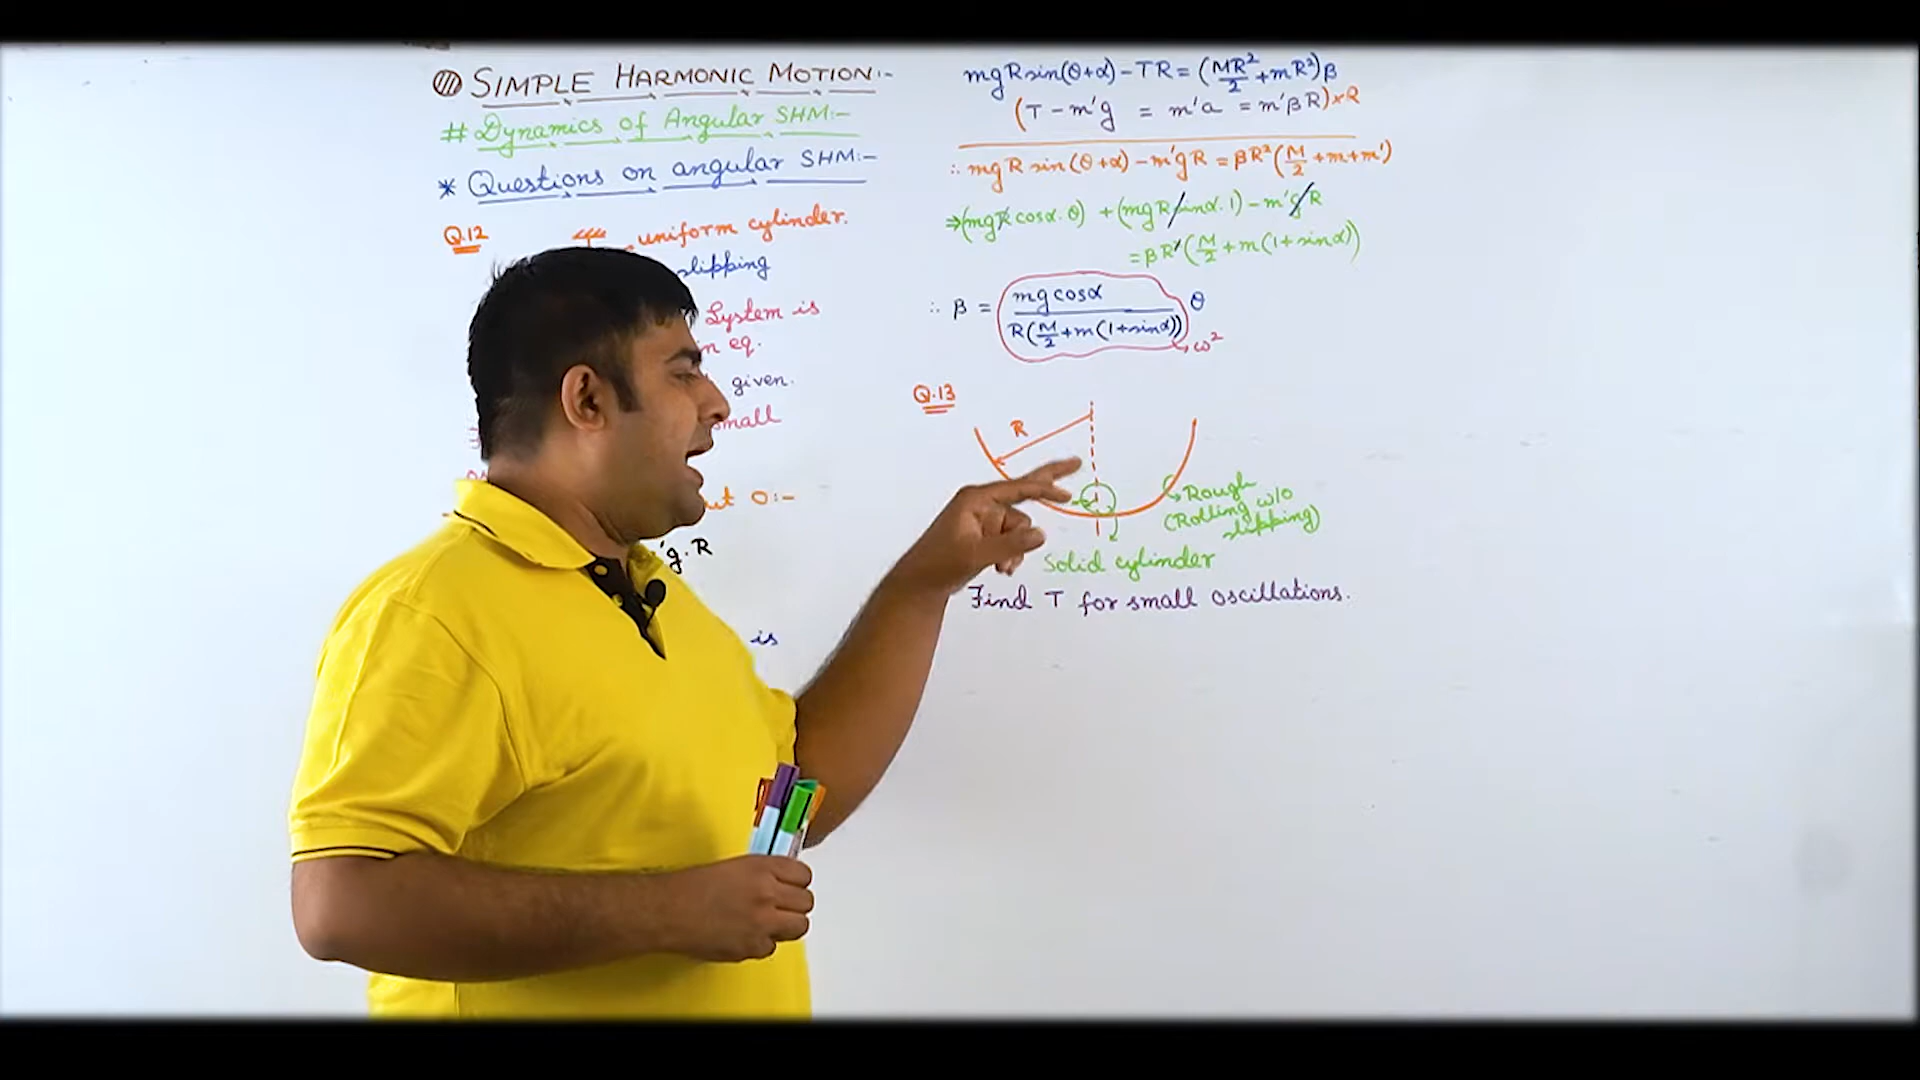 SIMPLE HARMONIC MOTION:-
# Dynamics of Angular SHM:-
* Questions on angular SHM:-
Q.12
uniform cylinder.
slipping
System is
in eq.
given.
small
out O:-
'g.R
is
mgR sin(θ+α) - TR = (MR²/2 + mR²)β
(T - m'g = m'a = m'βR)×R
∴ mgR sin(θ+α) - m'gR = βR²(M/2 + m + m')
⇒(mgR cosα.θ) + (mgR sinα.1) - m'gR
= βR²(M/2 + m(1+sinα))
∴ β = mg cosα / R(M/2 + m(1+sinα)) θ
ω²
Q.13
R
Rough
(Rolling w/o
slipping)
Solid cylinder
Find T for small oscillations.